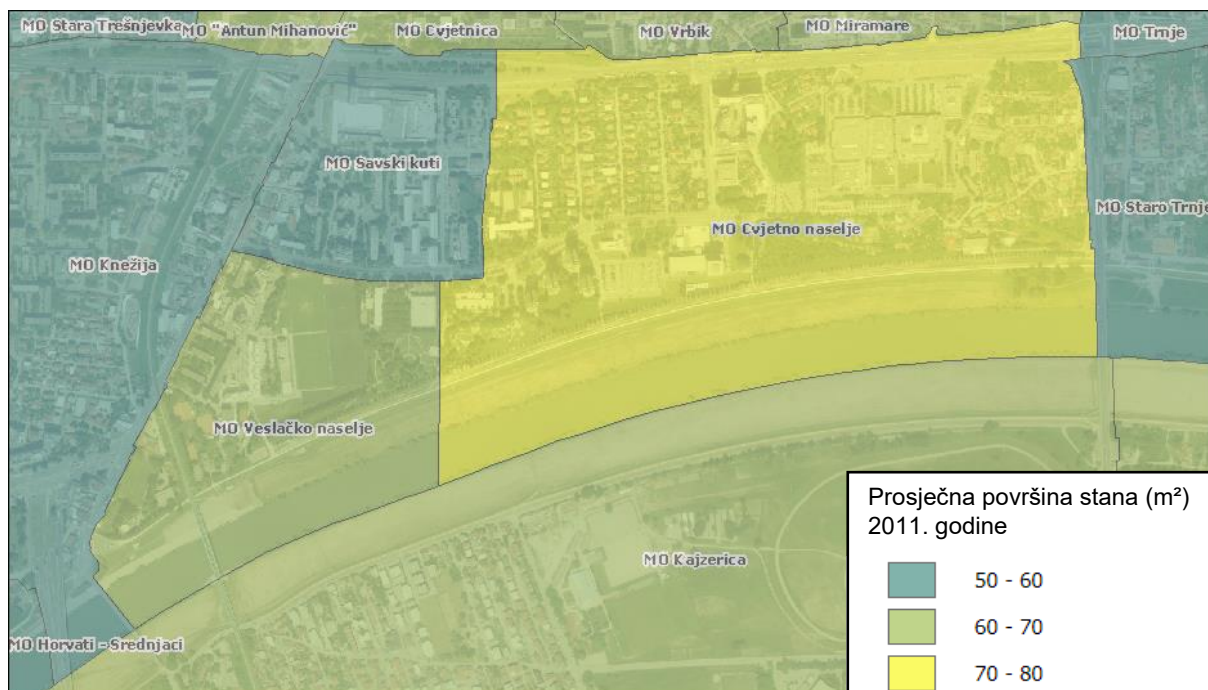 MO Stara Trešnjevka
MO "Antun Mihanović"
MO Cvjetnica
MO Vrbik
MO Miramare
MO Trnje
MO Savski kuti
MO Staro Trnje
MO Cvjetno naselje
MO Knežija
MO Veslačko naselje
MO Kajzerica
MO Horvati - Srednjaci
Prosječna površina stana (m²)
2011. godine
50 - 60
60 - 70
70 - 80